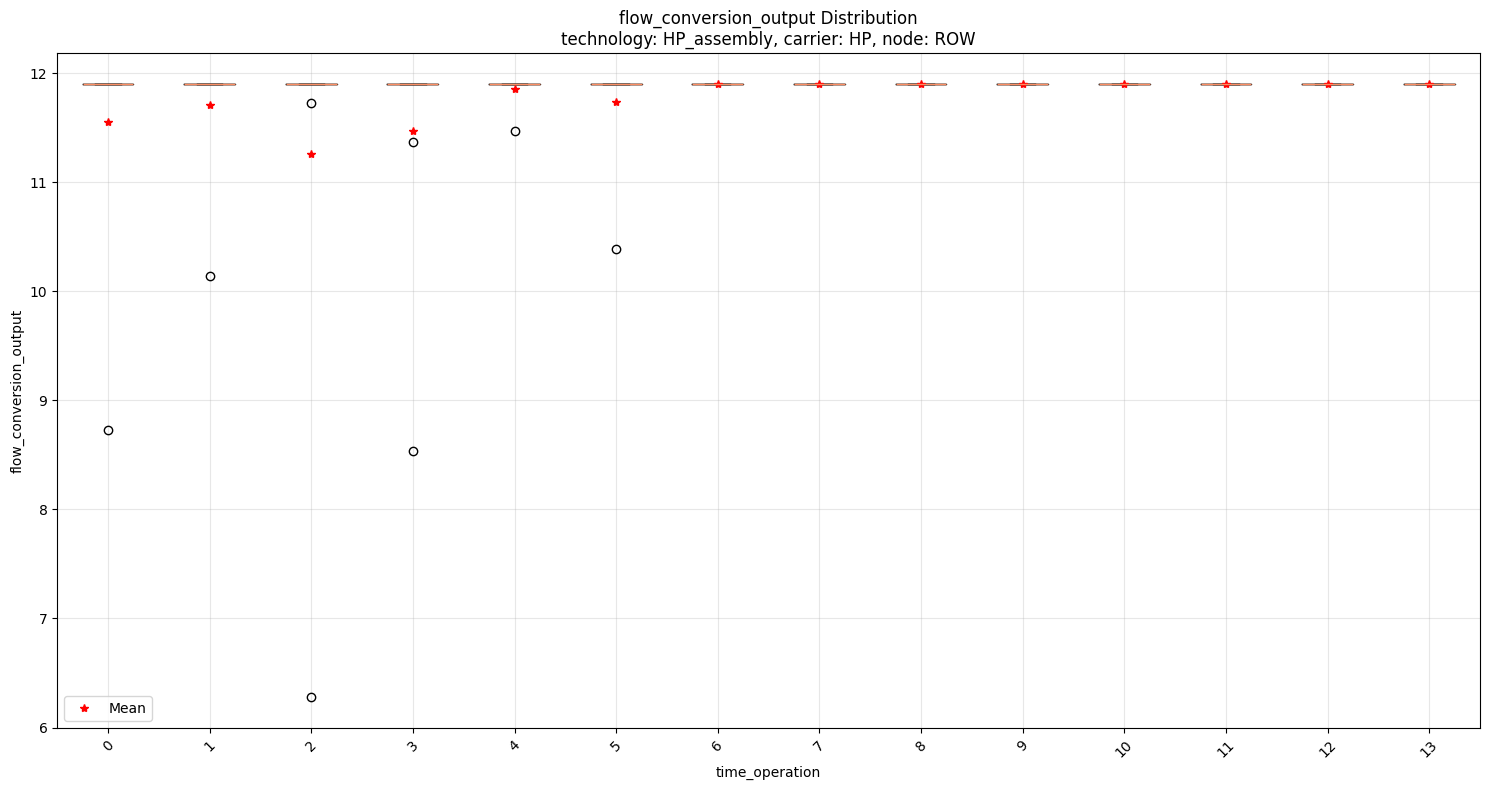 flow_conversion_output Distribution
technology: HP_assembly, carrier: HP, node: ROW
flow_conversion_output
12
11
10
9
8
7
6
Mean
0 1 2 3 4 5 6 7 8 9 10 11 12 13
time_operation